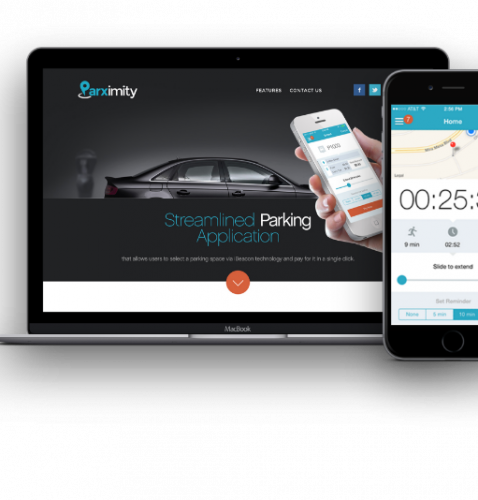 Parximity
FEATURES CONTACT US
Streamlined Parking
Application
that allows users to select a parking space via iBeacon technology and pay for it in a single click.
MacBook
AT&T 2:56 PM
7
Home
00:25:
9 min 02:52
Slide to extend
Set Reminder
None 5 min 10 min